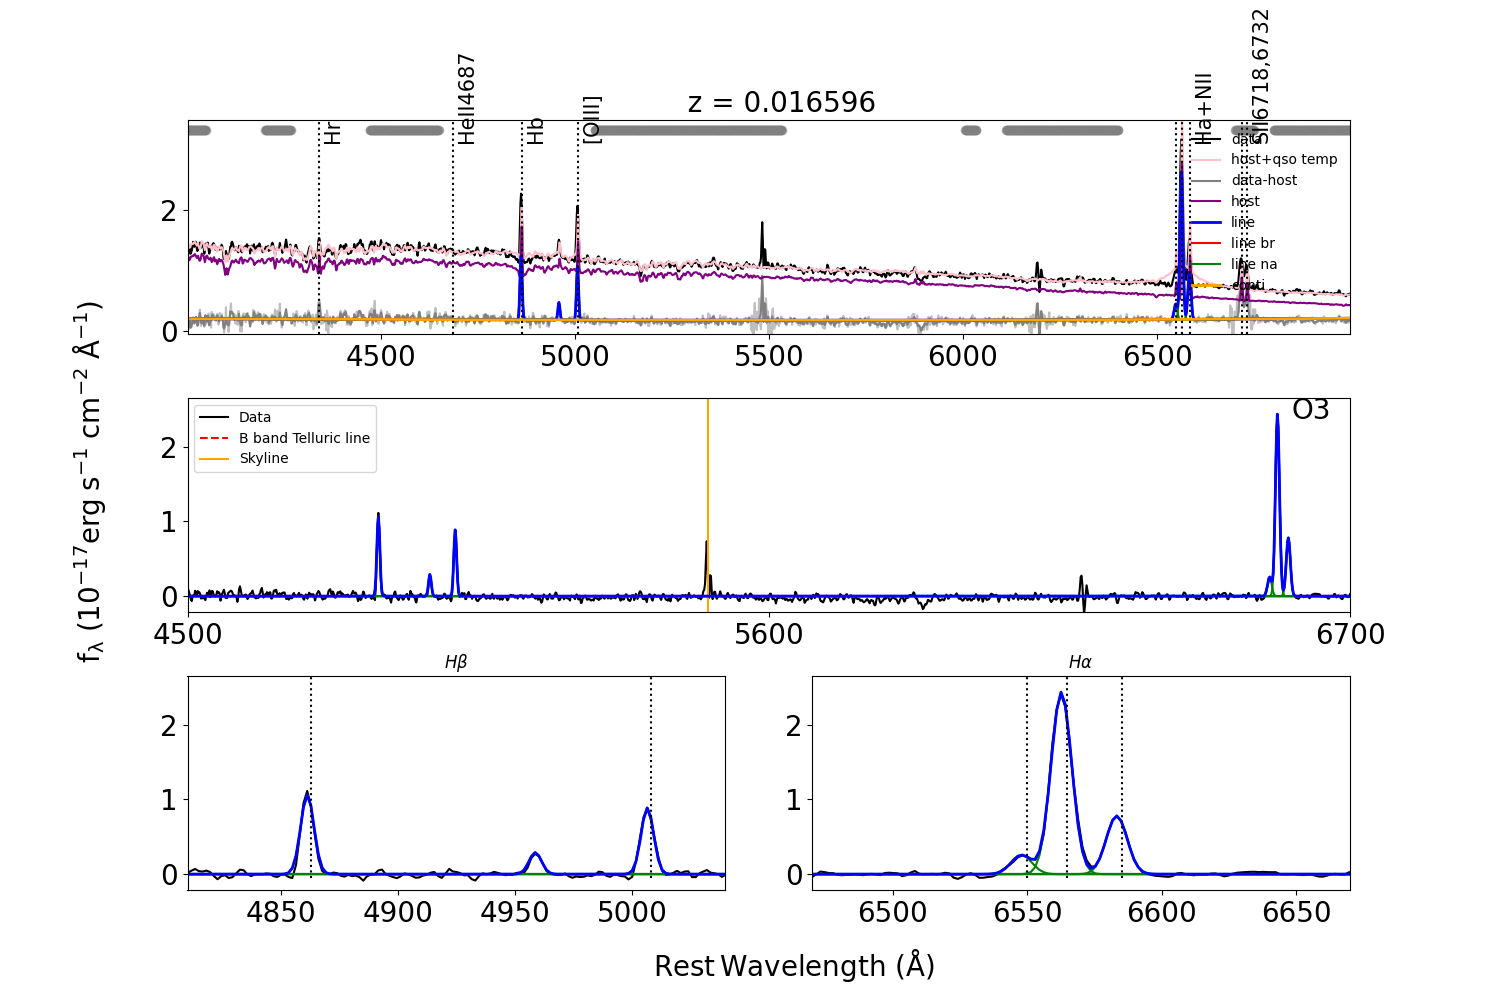 z = 0.016596
Hr
HeII4687
Hb
[OIII]
Ha+NII
SII6718,6732
data
host+qso temp
data-host
host
line
line br
line na
conti
2
1
0
4500
5000
5500
6000
6500
fλ (10⁻¹⁷erg s⁻¹ cm⁻² Å⁻¹)
Data
B band Telluric line
Skyline
O3
2
1
0
4500
5600
6700
Hβ
2
1
0
4850
4900
4950
5000
Hα
2
1
0
6500
6550
6600
6650
Rest Wavelength (Å)